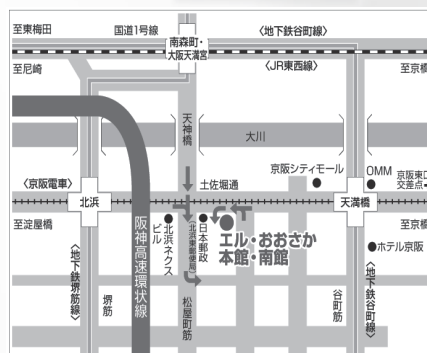 至東梅田
国道1号線
〈地下鉄谷町線〉
南森町・
大阪天満宮
至尼崎
〈JR東西線〉
至京橋
天神橋
大川
京阪シティモール
OMM
京阪東口
交差点
〈京阪電車〉
土佐堀通
北浜
天満橋
至淀屋橋
至京橋
阪神高速環状線
北浜ネクス
ビル
(北浜東郵便局)
日本郵政
エル・おおさか
本館・南館
ホテル京阪
〈地下鉄堺筋線〉
堺筋
松屋町筋
谷町筋
〈地下鉄谷町線〉